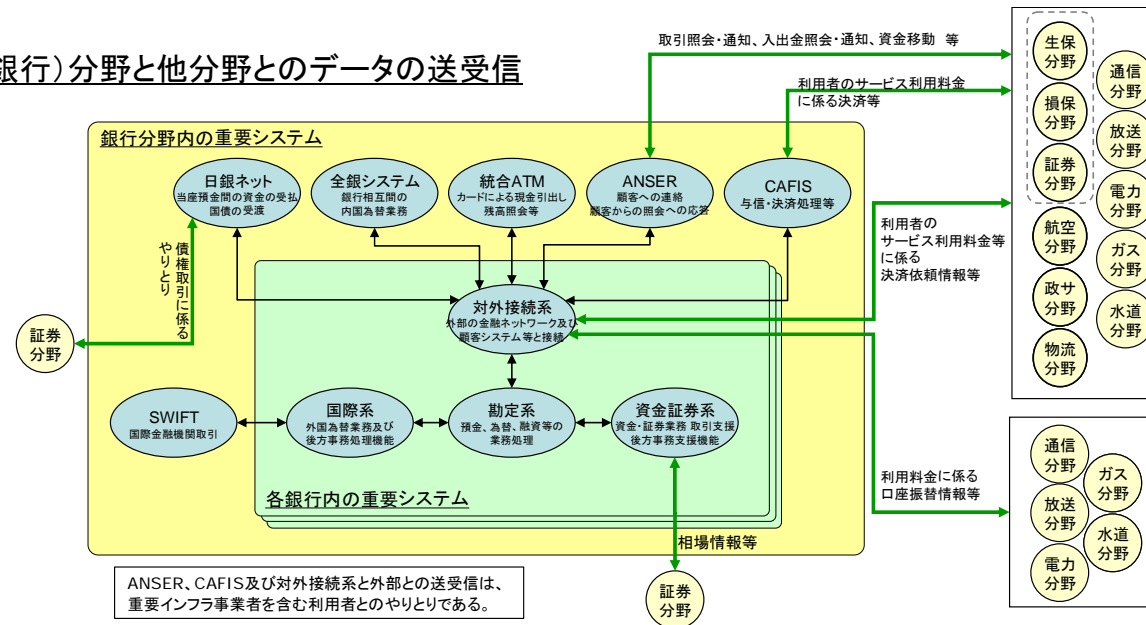 銀行)分野と他分野とのデータの送受信
取引照会・通知、入出金照会・通知、資金移動 等
利用者のサービス利用料金
に係る決済等
銀行分野内の重要システム
日銀ネット
当座預金間の資金の受払
国債の受渡
全銀システム
銀行相互間の
内国為替業務
統合ATM
カードによる現金引出し
残高照会等
ANSER
顧客への連絡
顧客からの照会への応答
CAFIS
与信・決済処理等
債権取引に係る
やりとり
利用者の
サービス利用料金等
に係る
決済依頼情報等
対外接続系
外部の金融ネットワーク及び
顧客システム等と接続
証券
分野
SWIFT
国際金融機関取引
国際系
外国為替業務及び
後方事務処理機能
勘定系
預金、為替、融資等の
業務処理
資金証券系
資金・証券業務 取引支援
後方事務支援機能
各銀行内の重要システム
利用料金に係る
口座振替情報等
相場情報等
証券
分野
ANSER、CAFIS及び対外接続系と外部との送受信は、
重要インフラ事業者を含む利用者とのやりとりである。
生保
分野
損保
分野
証券
分野
航空
分野
政サ
分野
物流
分野
通信
分野
放送
分野
電力
分野
ガス
分野
水道
分野
通信
分野
放送
分野
電力
分野
ガス
分野
水道
分野